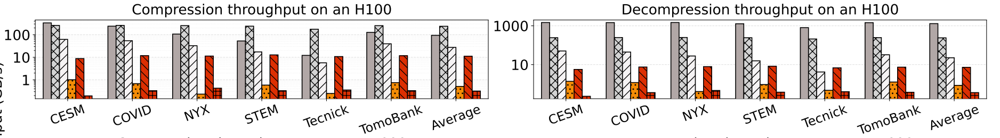 Compression throughput on an H100
100
10
1
CESM
COVID
NYX
STEM
Tecnick
TomoBank
Average
Decompression throughput on an H100
1000
10
CESM
COVID
NYX
STEM
Tecnick
TomoBank
Average